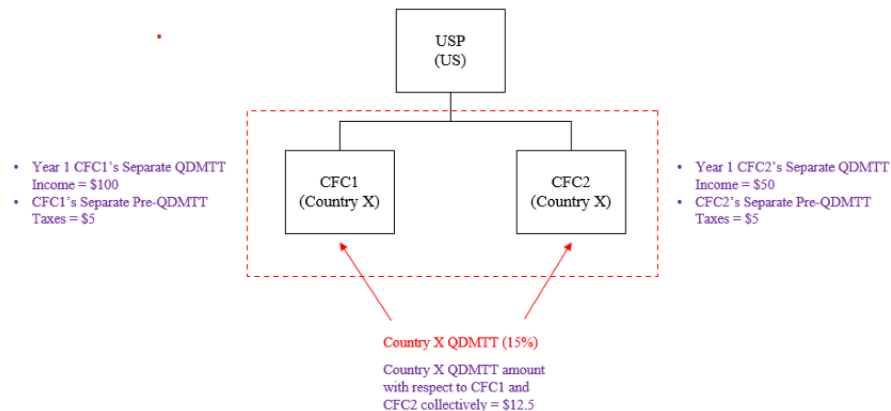 USP
(US)
• Year 1 CFC1's Separate QDMTT
Income = $100
• CFC1's Separate Pre-QDMTT
Taxes = $5
CFC1
(Country X)
CFC2
(Country X)
• Year 1 CFC2's Separate QDMTT
Income = $50
• CFC2's Separate Pre-QDMTT
Taxes = $5
Country X QDMTT (15%)
Country X QDMTT amount
with respect to CFC1 and
CFC2 collectively = $12.5